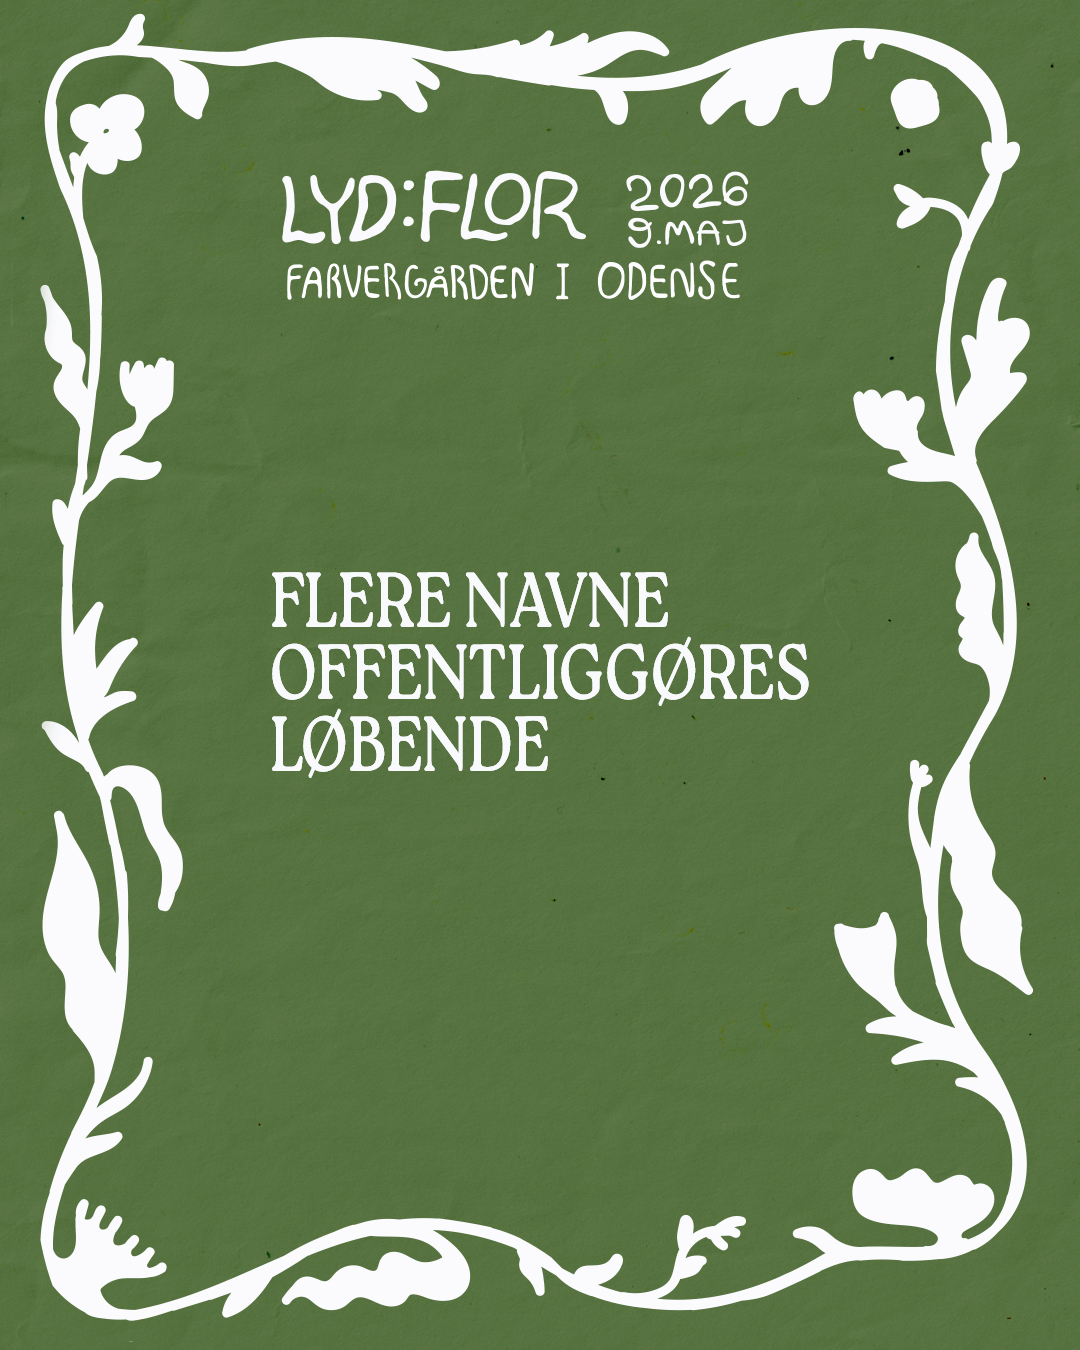 LYD:FLOR 2026
9.MAJ
FARVERGÅRDEN I ODENSE
FLERE NAVNE
OFFENTLIGGØRES
LØBENDE